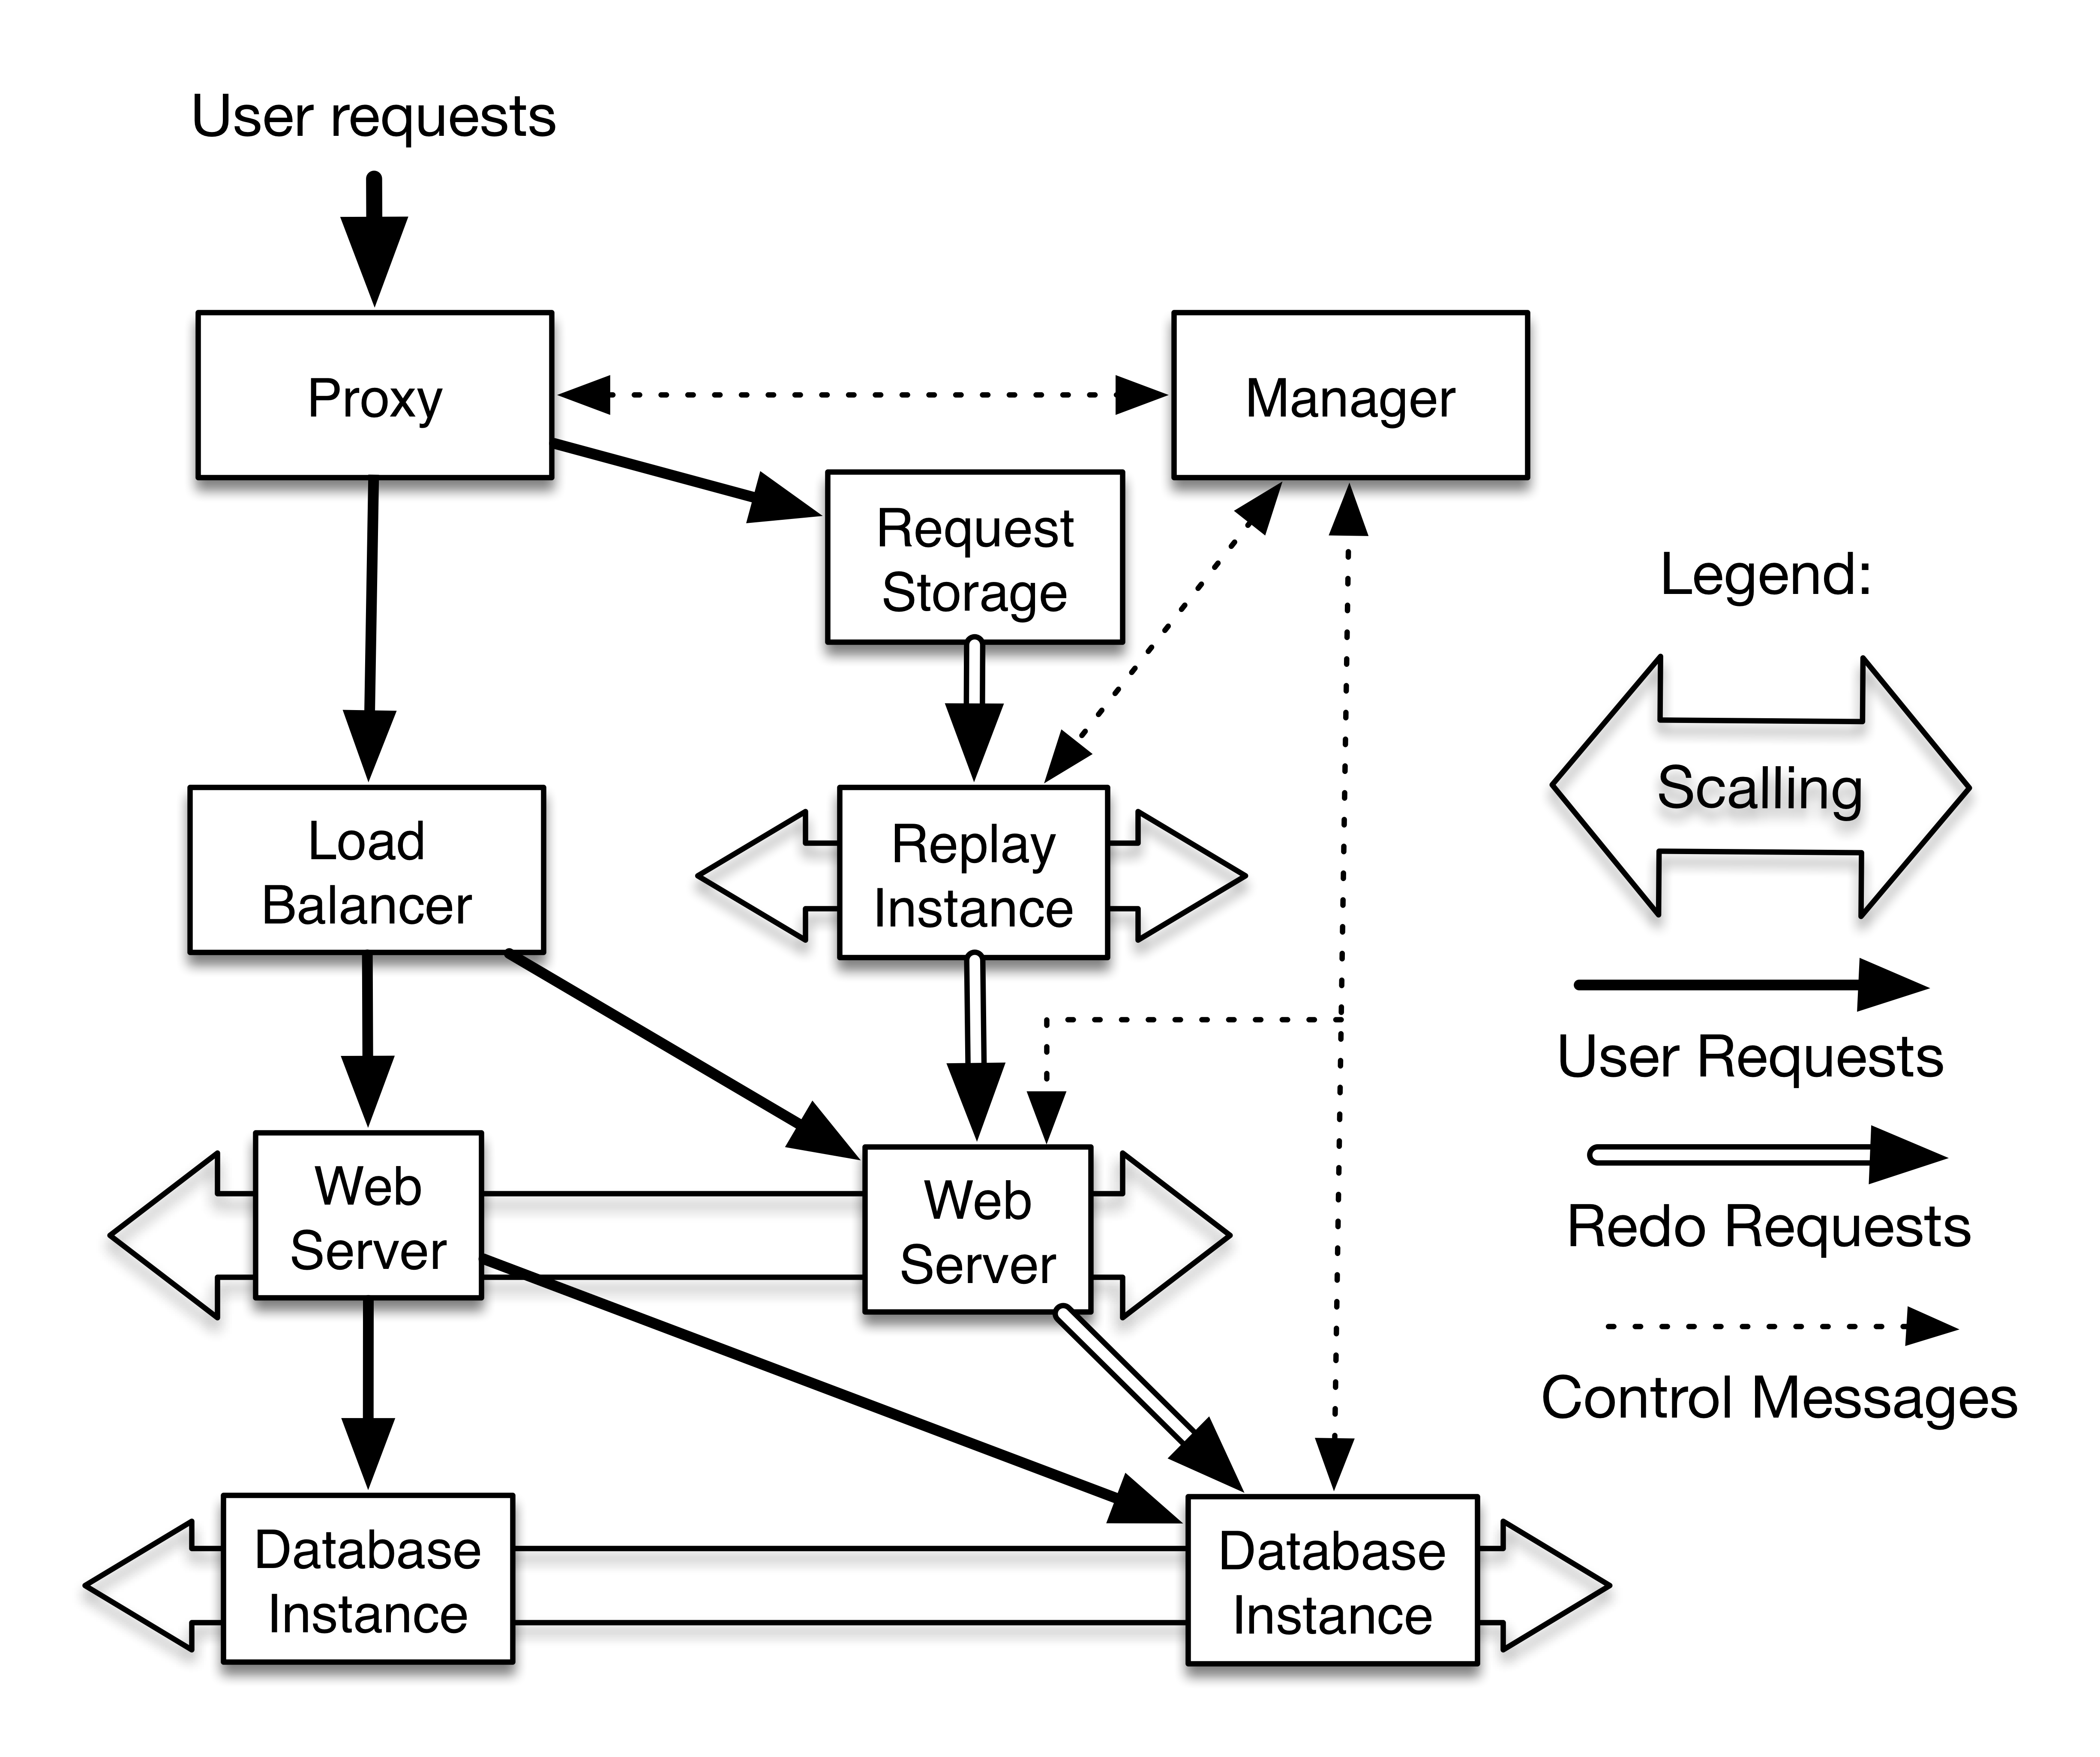 User requests
Proxy
Manager
Request
Storage
Legend:
Scalling
Load
Balancer
Replay
Instance
User Requests
Web
Server
Web
Server
Redo Requests
Control Messages
Database
Instance
Database
Instance